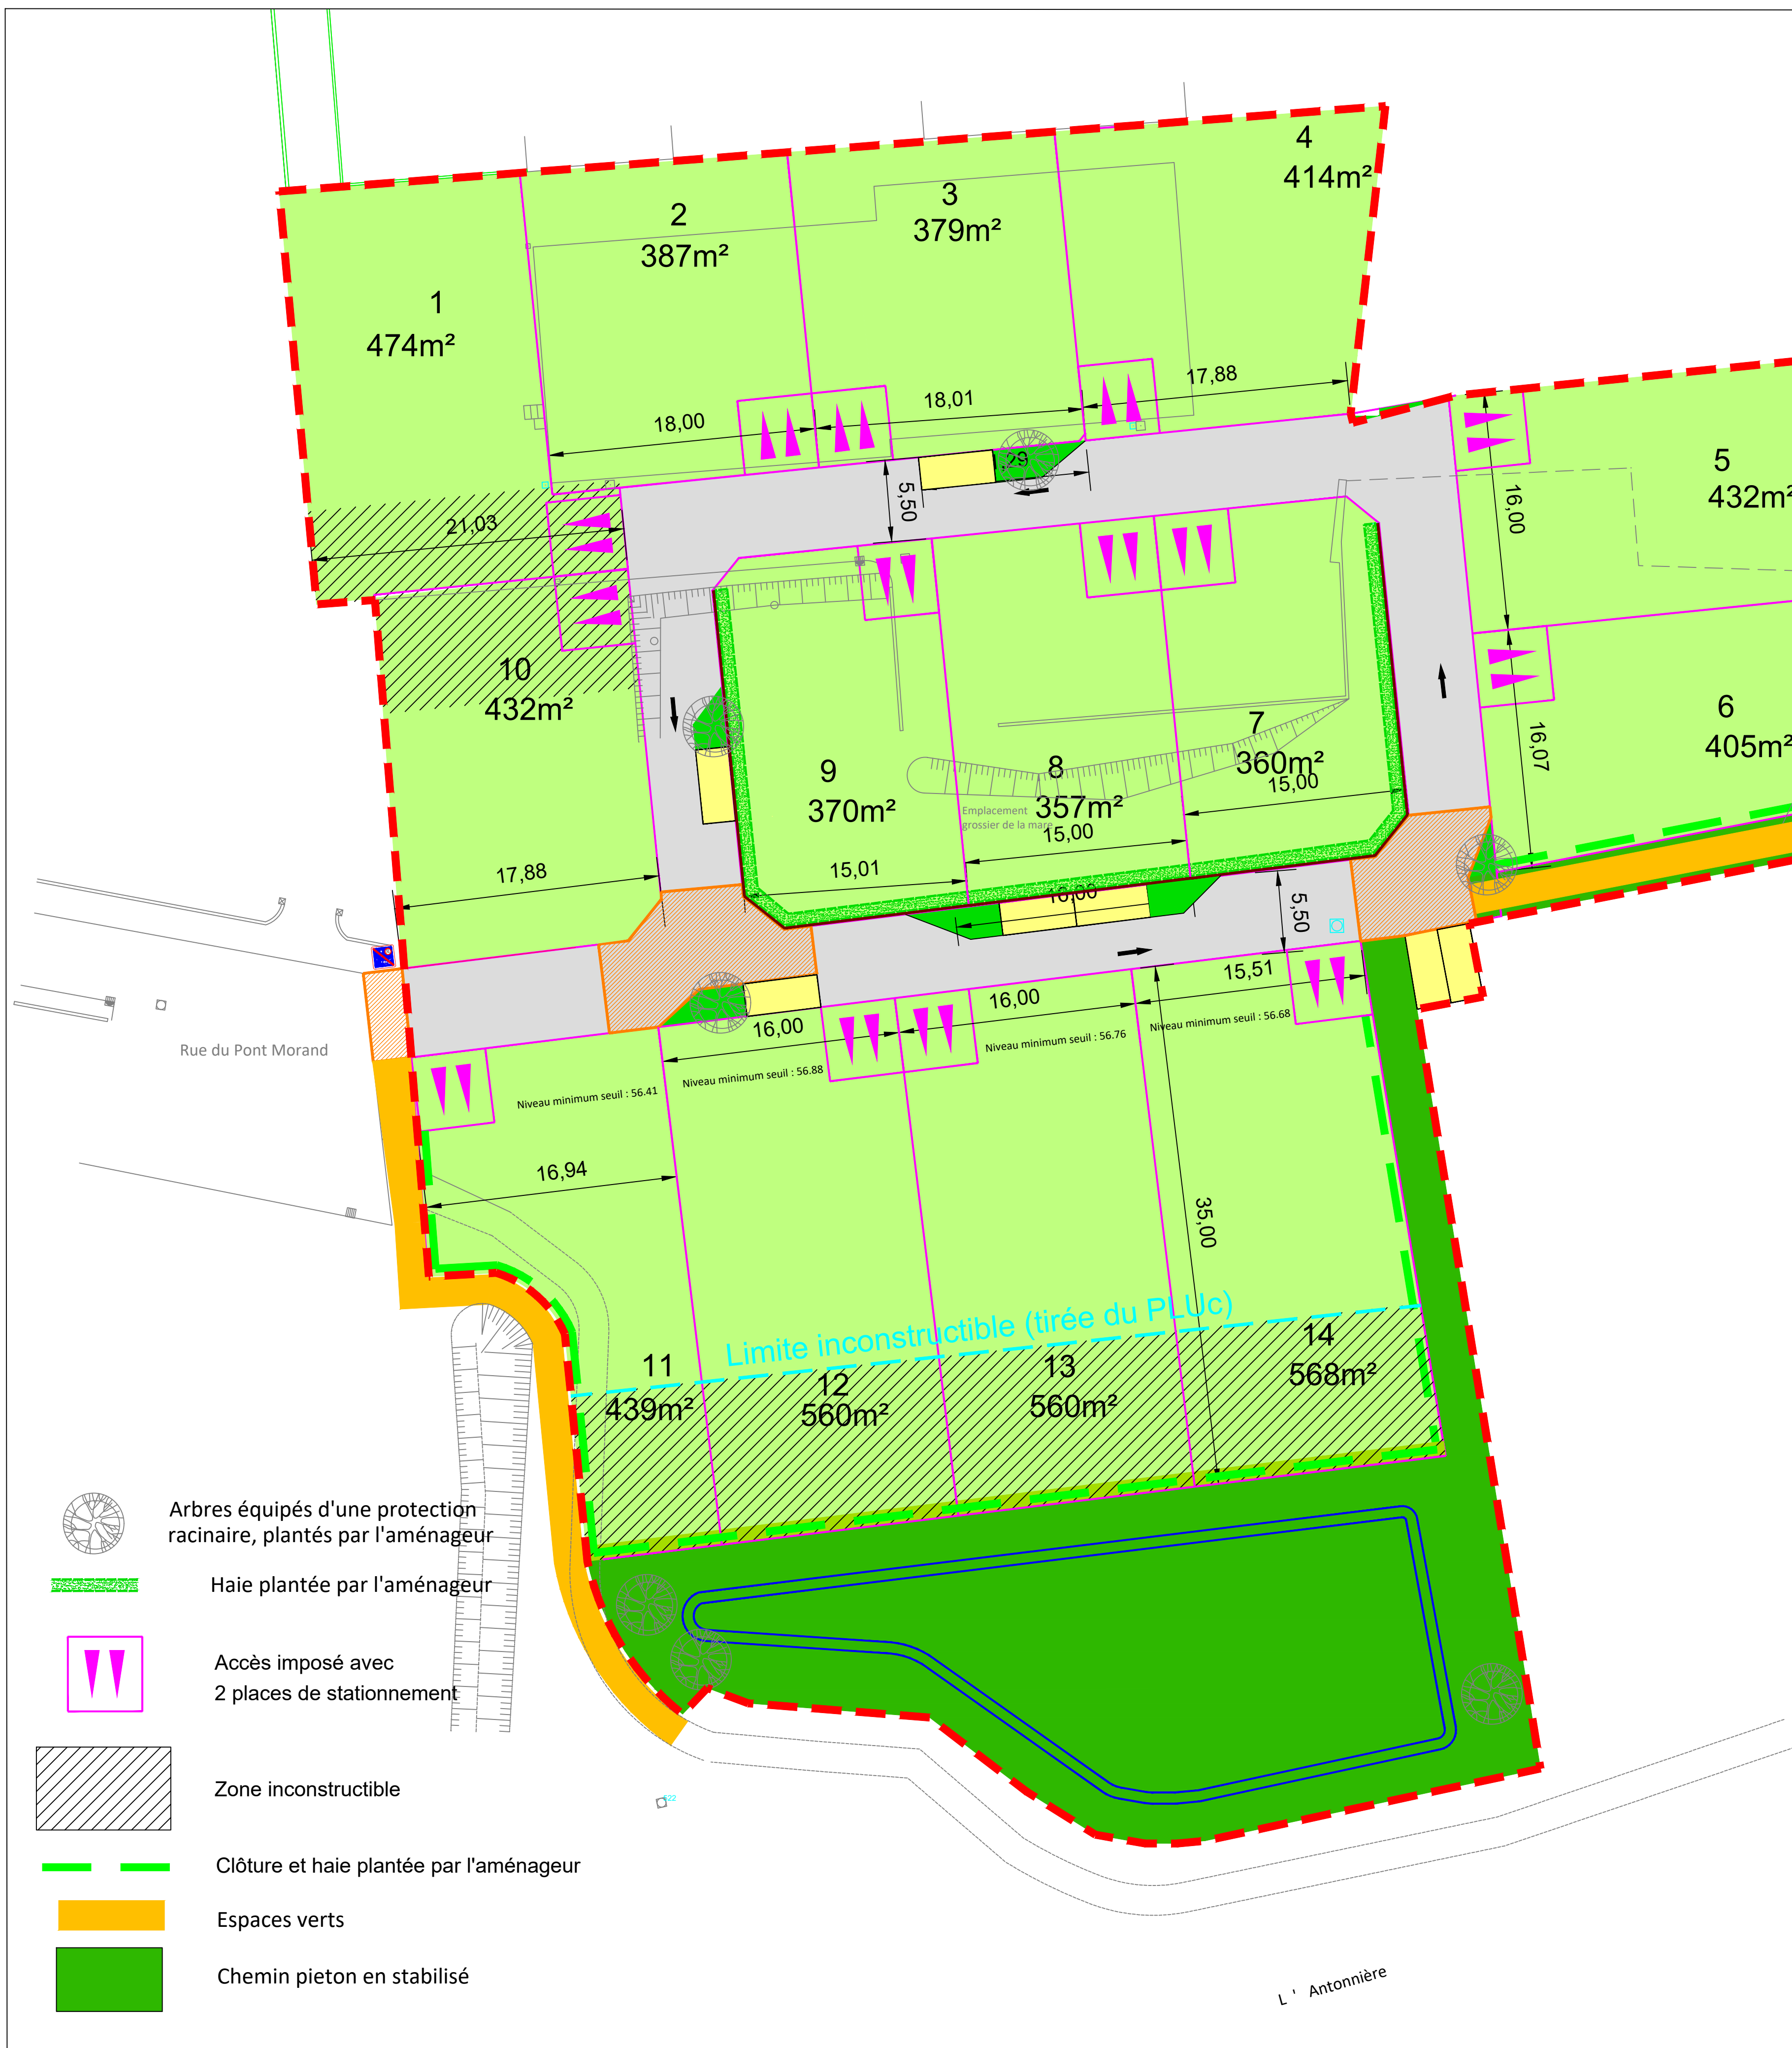 4
414m²
3
379m²
2
387m²
1
474m²
17,88
18,01
18,00
,29
5,50
21,03
5
432m²
16,00
10
432m²
6
405m²
16,07
7
360m²
15,00
8
357m²
15,00
9
370m²
15,01
Emplacement
grossier de la mare
17,88
16,00
5,50
15,51
16,00
16,00
Niveau minimum seuil : 56.68
Niveau minimum seuil : 56.76
Niveau minimum seuil : 56.88
Niveau minimum seuil : 56.41
Rue du Pont Morand
16,94
35,00
Limite inconstructible (tirée du PLUc)
11
439m²
12
560m²
13
560m²
14
568m²
Arbres équipés d'une protection
racinaire, plantés par l'aménageur
Haie plantée par l'aménageur
Accès imposé avec
2 places de stationnement
Zone inconstructible
Clôture et haie plantée par l'aménageur
Espaces verts
Chemin pieton en stabilisé
L ' Antonnière